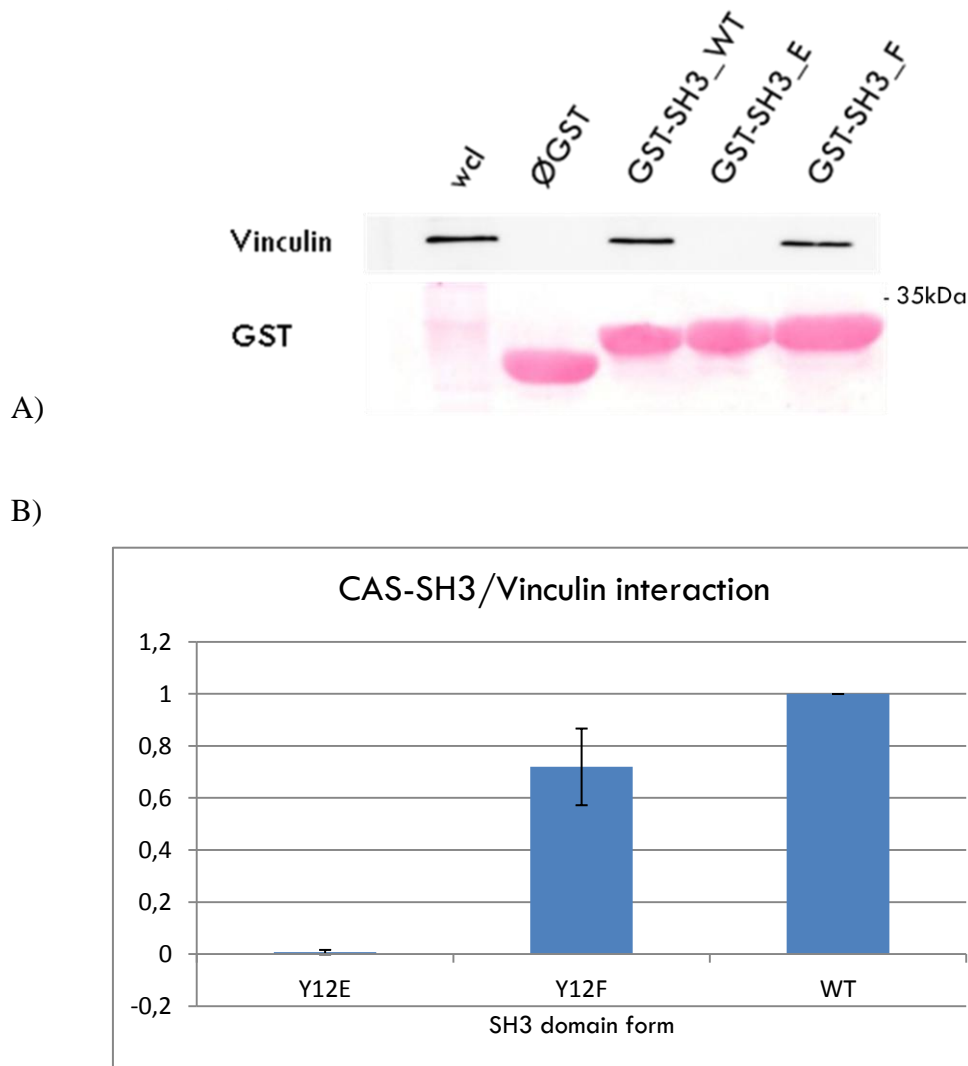 wcl
ØGST
GST-SH3_WT
GST-SH3_E
GST-SH3_F
Vinculin
- 35kDa
GST
A)
B)
CAS-SH3/Vinculin interaction
1,2
1
0,8
0,6
0,4
0,2
0
-0,2
Y12E Y12F WT
SH3 domain form